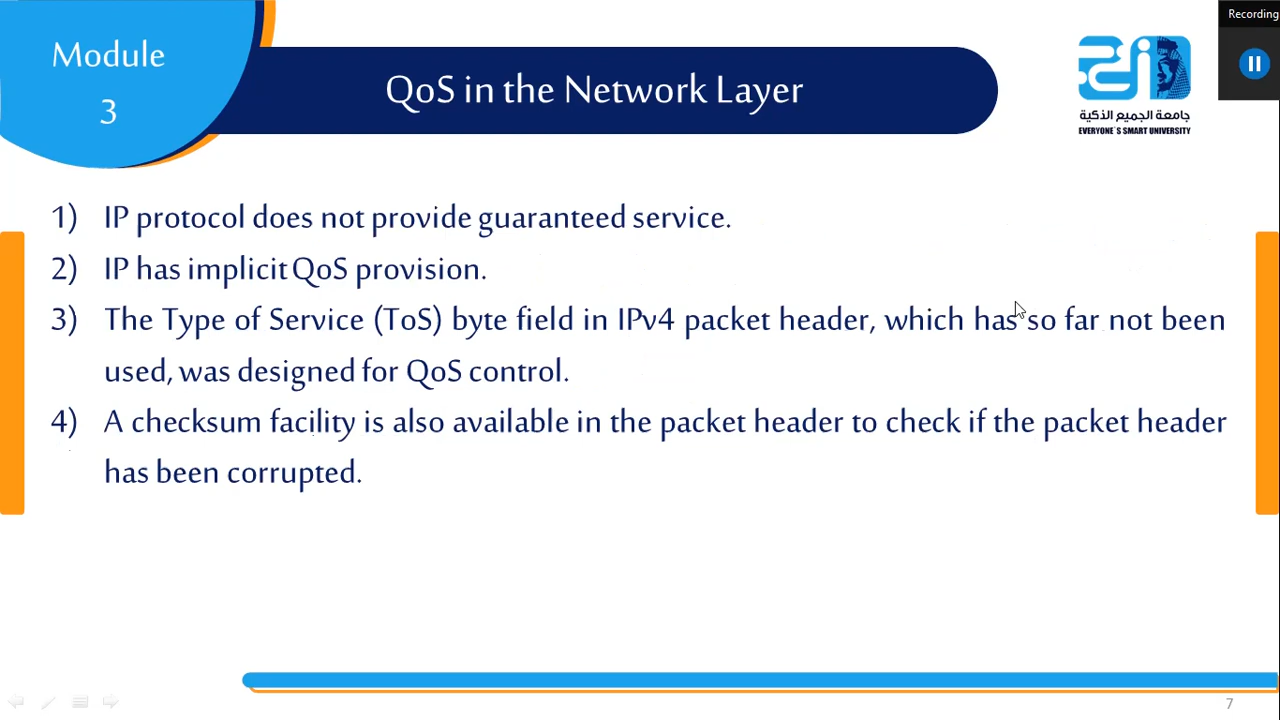 Recording
Module
3
QoS in the Network Layer
جامعة الجميع الذكية
EVERYONE`S SMART UNIVERSITY
1) IP protocol does not provide guaranteed service.
2) IP has implicit QoS provision.
3) The Type of Service (ToS) byte field in IPv4 packet header, which has so far not been
used, was designed for QoS control.
4) A checksum facility is also available in the packet header to check if the packet header
has been corrupted.
7